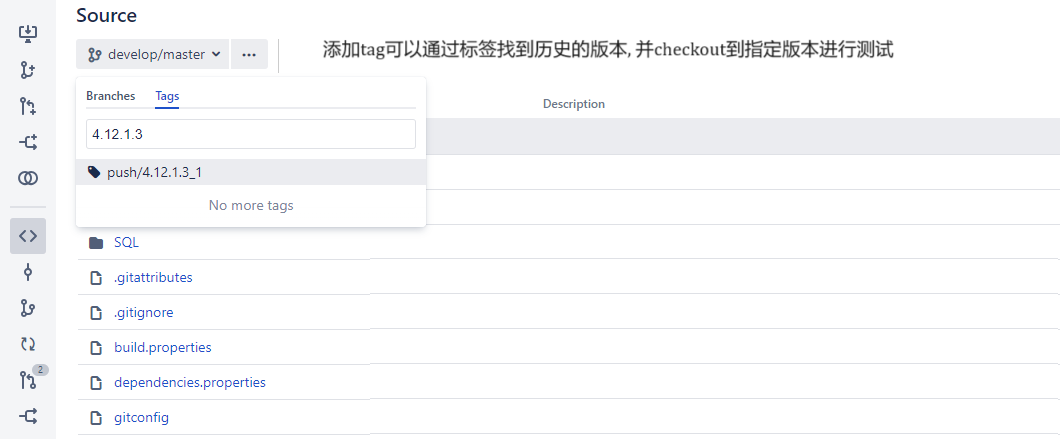 Source
develop/master
添加tag可以通过标签找到历史的版本, 并checkout到指定版本进行测试
Branches
Tags
Description
4.12.1.3
push/4.12.1.3_1
No more tags
SQL
.gitattributes
.gitignore
build.properties
2
dependencies.properties
gitconfig